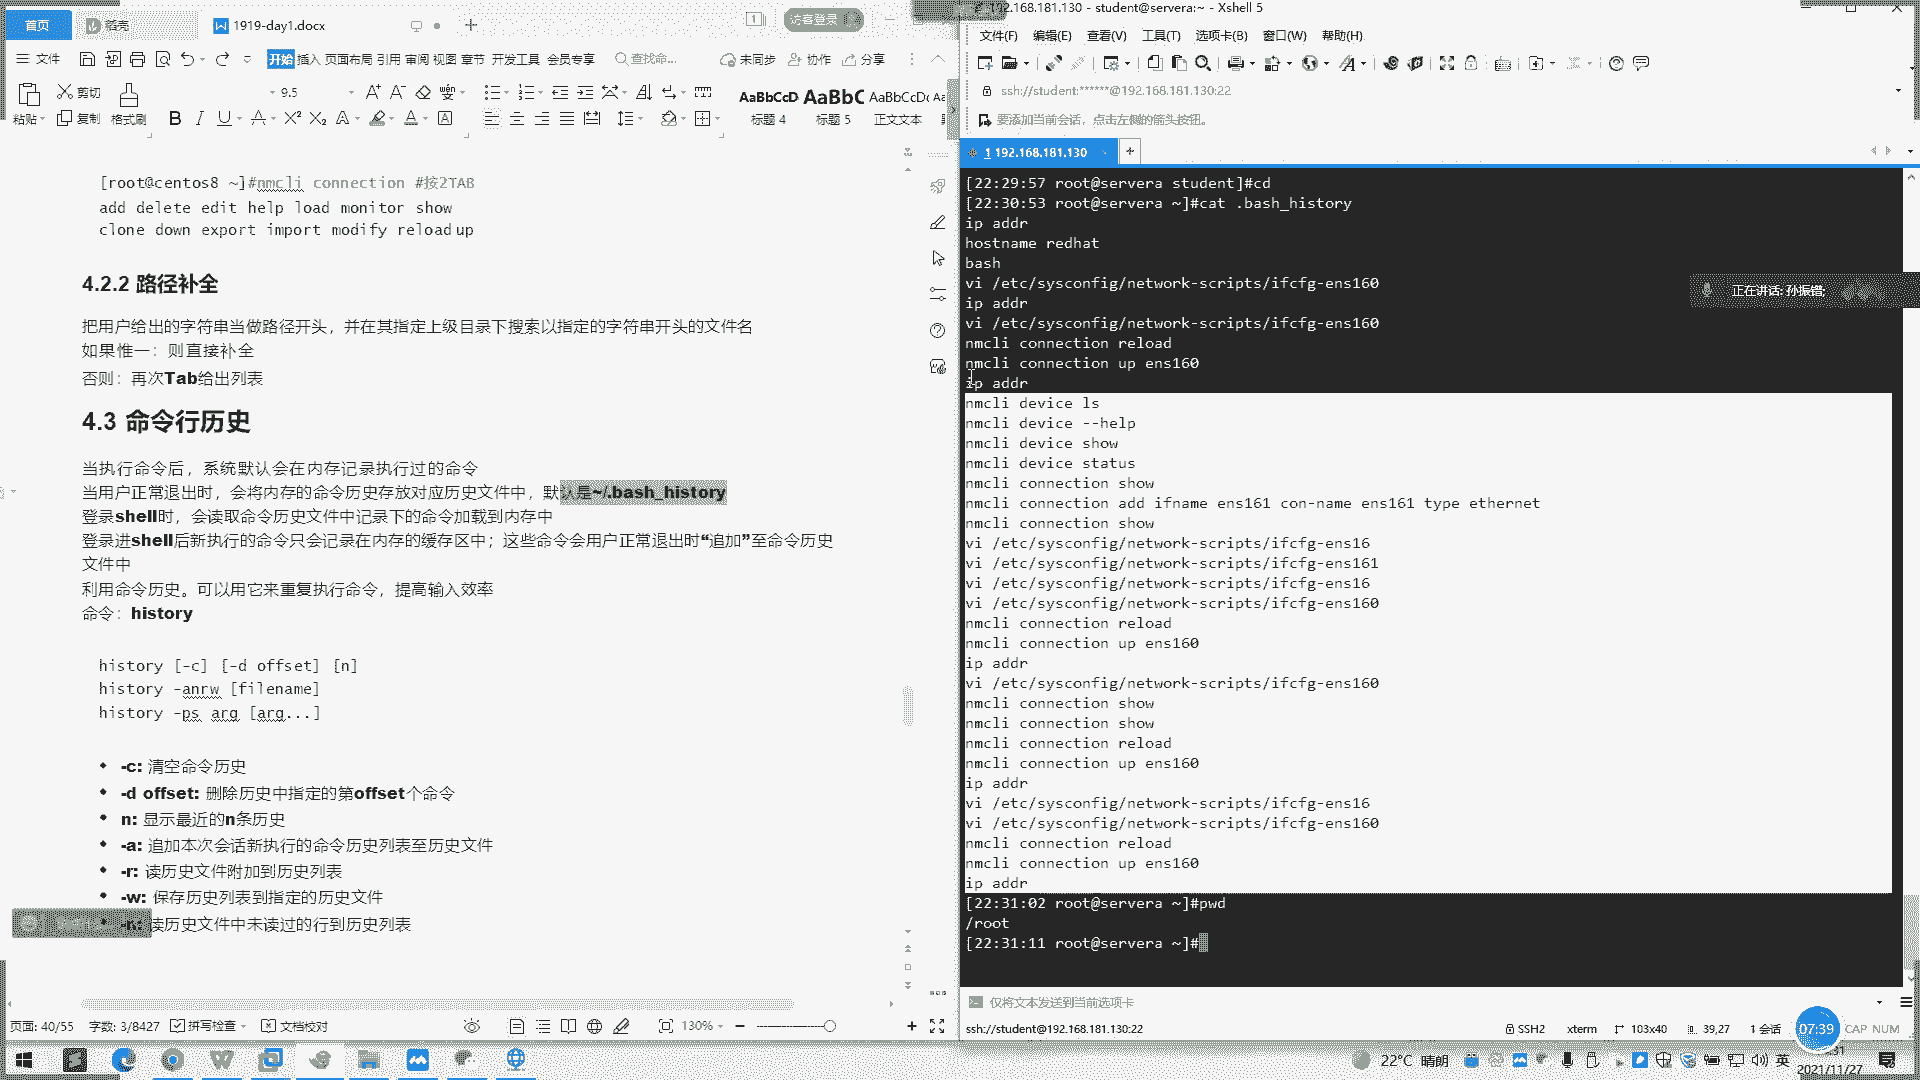 首页
稻壳
1919-day1.docx
访客登录
文件
开始
插入
页面布局
引用
审阅
视图
章节
开发工具
会员专享
查找命...
未同步
协作
分享
粘贴
剪切
复制
格式刷
9.5
AaBbCcD
AaBbC
AaBbCcD
标题 4
标题 5
正文文本
[root@centos8 ~]#nmcli connection #按2TAB
add delete edit help load monitor show
clone down export import modify reload up
4.2.2 路径补全
把用户给出的字符串当做路径开头，并在其指定上级目录下搜索以指定的字符串开头的文件名
如果惟一：则直接补全
否则：再次Tab给出列表
4.3 命令行历史
当执行命令后，系统默认会在内存记录执行过的命令
当用户正常退出时，会将内存的命令历史存放对应历史文件中，默认是~/.bash_history
登录shell时，会读取命令历史文件中记录下的命令加载到内存中
登录进shell后新执行的命令只会记录在内存的缓存区中；这些命令会用户正常退出时“追加”至命令历史
文件中
利用命令历史。可以用它来重复执行命令，提高输入效率
命令：history
history [-c] [-d offset] [n]
history -anrw [filename]
history -ps arg [arg...]
-c: 清空命令历史
-d offset: 删除历史中指定的第offset个命令
n: 显示最近的n条历史
-a: 追加本次会话新执行的命令历史列表至历史文件
-r: 读历史文件附加到历史列表
-w: 保存历史列表到指定的历史文件
-n: 读历史文件中未读过的行到历史列表
页面: 40/55
字数: 3/8427
拼写检查
文档校对
130%
192.168.181.130 - student@servera:~ - Xshell 5
文件(F)
编辑(E)
查看(V)
工具(T)
选项卡(B)
窗口(W)
帮助(H)
ssh://student:******@192.168.181.130:22
要添加当前会话，点击左侧的箭头按钮。
1 192.168.181.130
[22:29:57 root@servera student]#cd
[22:30:53 root@servera ~]#cat .bash_history
ip addr
hostname redhat
bash
vi /etc/sysconfig/network-scripts/ifcfg-ens160
ip addr
vi /etc/sysconfig/network-scripts/ifcfg-ens160
nmcli connection reload
nmcli connection up ens160
ip addr
nmcli device ls
nmcli device --help
nmcli device show
nmcli device status
nmcli connection show
nmcli connection add ifname ens161 con-name ens161 type ethernet
nmcli connection show
vi /etc/sysconfig/network-scripts/ifcfg-ens16
vi /etc/sysconfig/network-scripts/ifcfg-ens161
vi /etc/sysconfig/network-scripts/ifcfg-ens16
vi /etc/sysconfig/network-scripts/ifcfg-ens160
nmcli connection reload
nmcli connection up ens160
ip addr
vi /etc/sysconfig/network-scripts/ifcfg-ens160
nmcli connection show
nmcli connection show
nmcli connection reload
nmcli connection up ens160
ip addr
vi /etc/sysconfig/network-scripts/ifcfg-ens16
vi /etc/sysconfig/network-scripts/ifcfg-ens160
nmcli connection reload
nmcli connection up ens160
ip addr
[22:31:02 root@servera ~]#pwd
/root
[22:31:11 root@servera ~]#
正在讲话: 孙振锴;
仅将文本发送到当前选项卡
ssh://student@192.168.181.130:22
SSH2
xterm
103x40
39,27
1 会话
CAP NUM
07:39
22°C 晴朗
英
2021/11/27